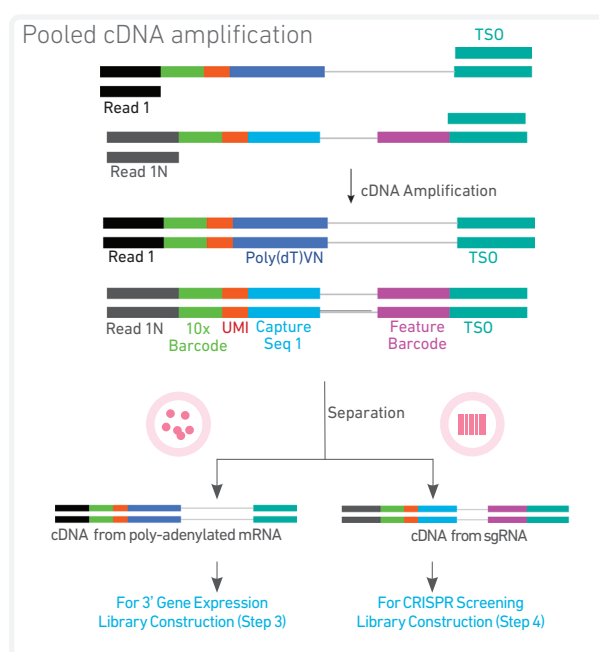 Pooled cDNA amplification
TSO
Read 1
Read 1N
cDNA Amplification
Read 1
Poly(dT)VN
TSO
Read 1N
10x
Barcode
UMI
Capture
Seq 1
Feature
Barcode
TSO
Separation
cDNA from poly-adenylated mRNA
cDNA from sgRNA
For 3' Gene Expression
Library Construction (Step 3)
For CRISPR Screening
Library Construction (Step 4)